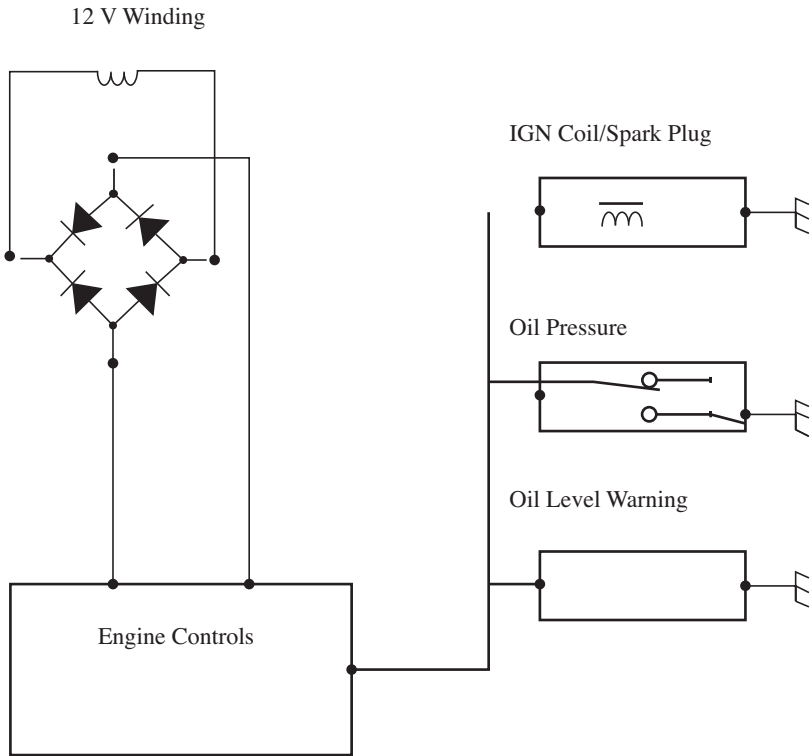 12 V Winding
IGN Coil/Spark Plug
Oil Pressure
Oil Level Warning
Engine Controls